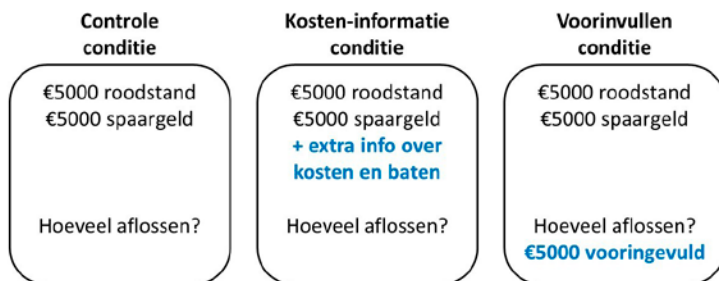 Controle
conditie
€5000 roodstand
€5000 spaargeld
Hoeveel aflossen?
Kosten-informatie
conditie
€5000 roodstand
€5000 spaargeld
+ extra info over
kosten en baten
Hoeveel aflossen?
Voorinvullen
conditie
€5000 roodstand
€5000 spaargeld
Hoeveel aflossen?
€5000 vooringevuld